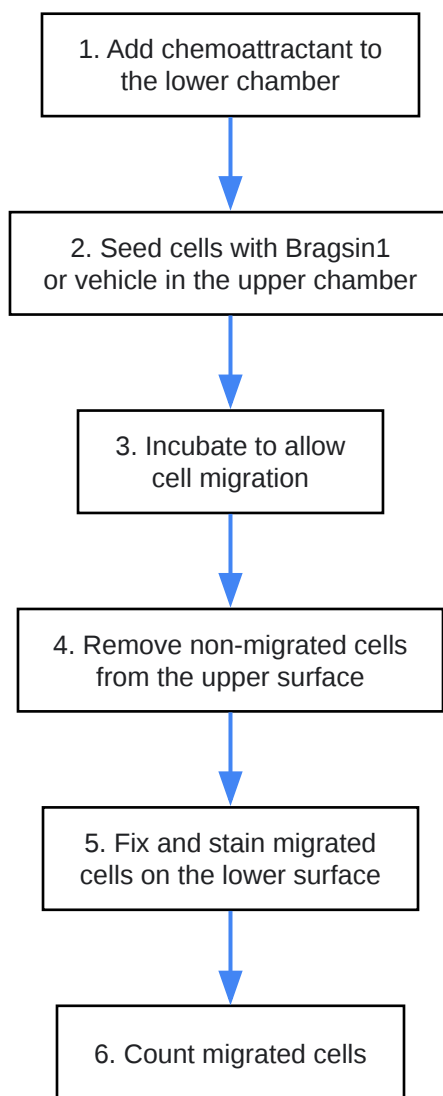 1. Add chemoattractant to
the lower chamber
2. Seed cells with Bragsin1
or vehicle in the upper chamber
3. Incubate to allow
cell migration
4. Remove non-migrated cells
from the upper surface
5. Fix and stain migrated
cells on the lower surface
6. Count migrated cells